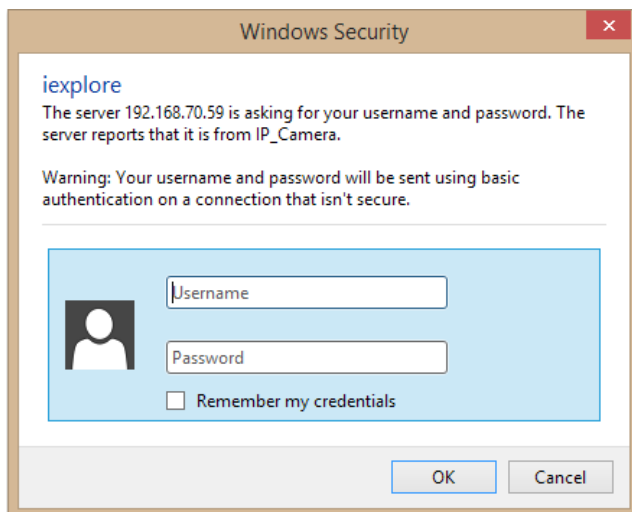 Windows Security
iexplore
The server 192.168.70.59 is asking for your username and password. The
server reports that it is from IP_Camera.
Warning: Your username and password will be sent using basic
authentication on a connection that isn't secure.
Username
Password
Remember my credentials
OK
Cancel